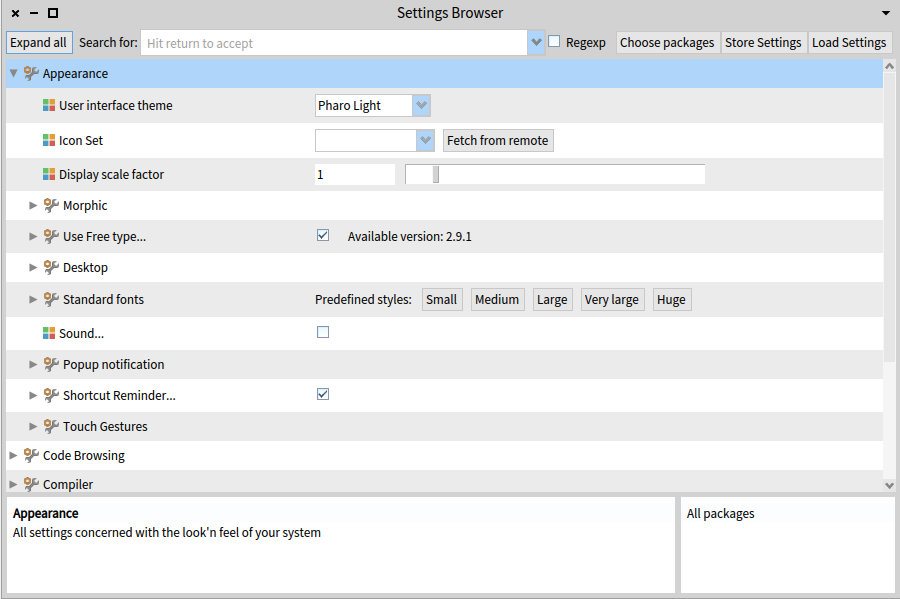 Settings Browser
Expand all Search for: Hit return to accept Regexp Choose packages Store Settings Load Settings
Appearance
User interface theme Pharo Light
Icon Set Fetch from remote
Display scale factor 1
Morphic
Use Free type... Available version: 2.9.1
Desktop
Standard fonts Predefined styles: Small Medium Large Very large Huge
Sound...
Popup notification
Shortcut Reminder...
Touch Gestures
Code Browsing
Compiler
Appearance
All settings concerned with the look'n feel of your system
All packages